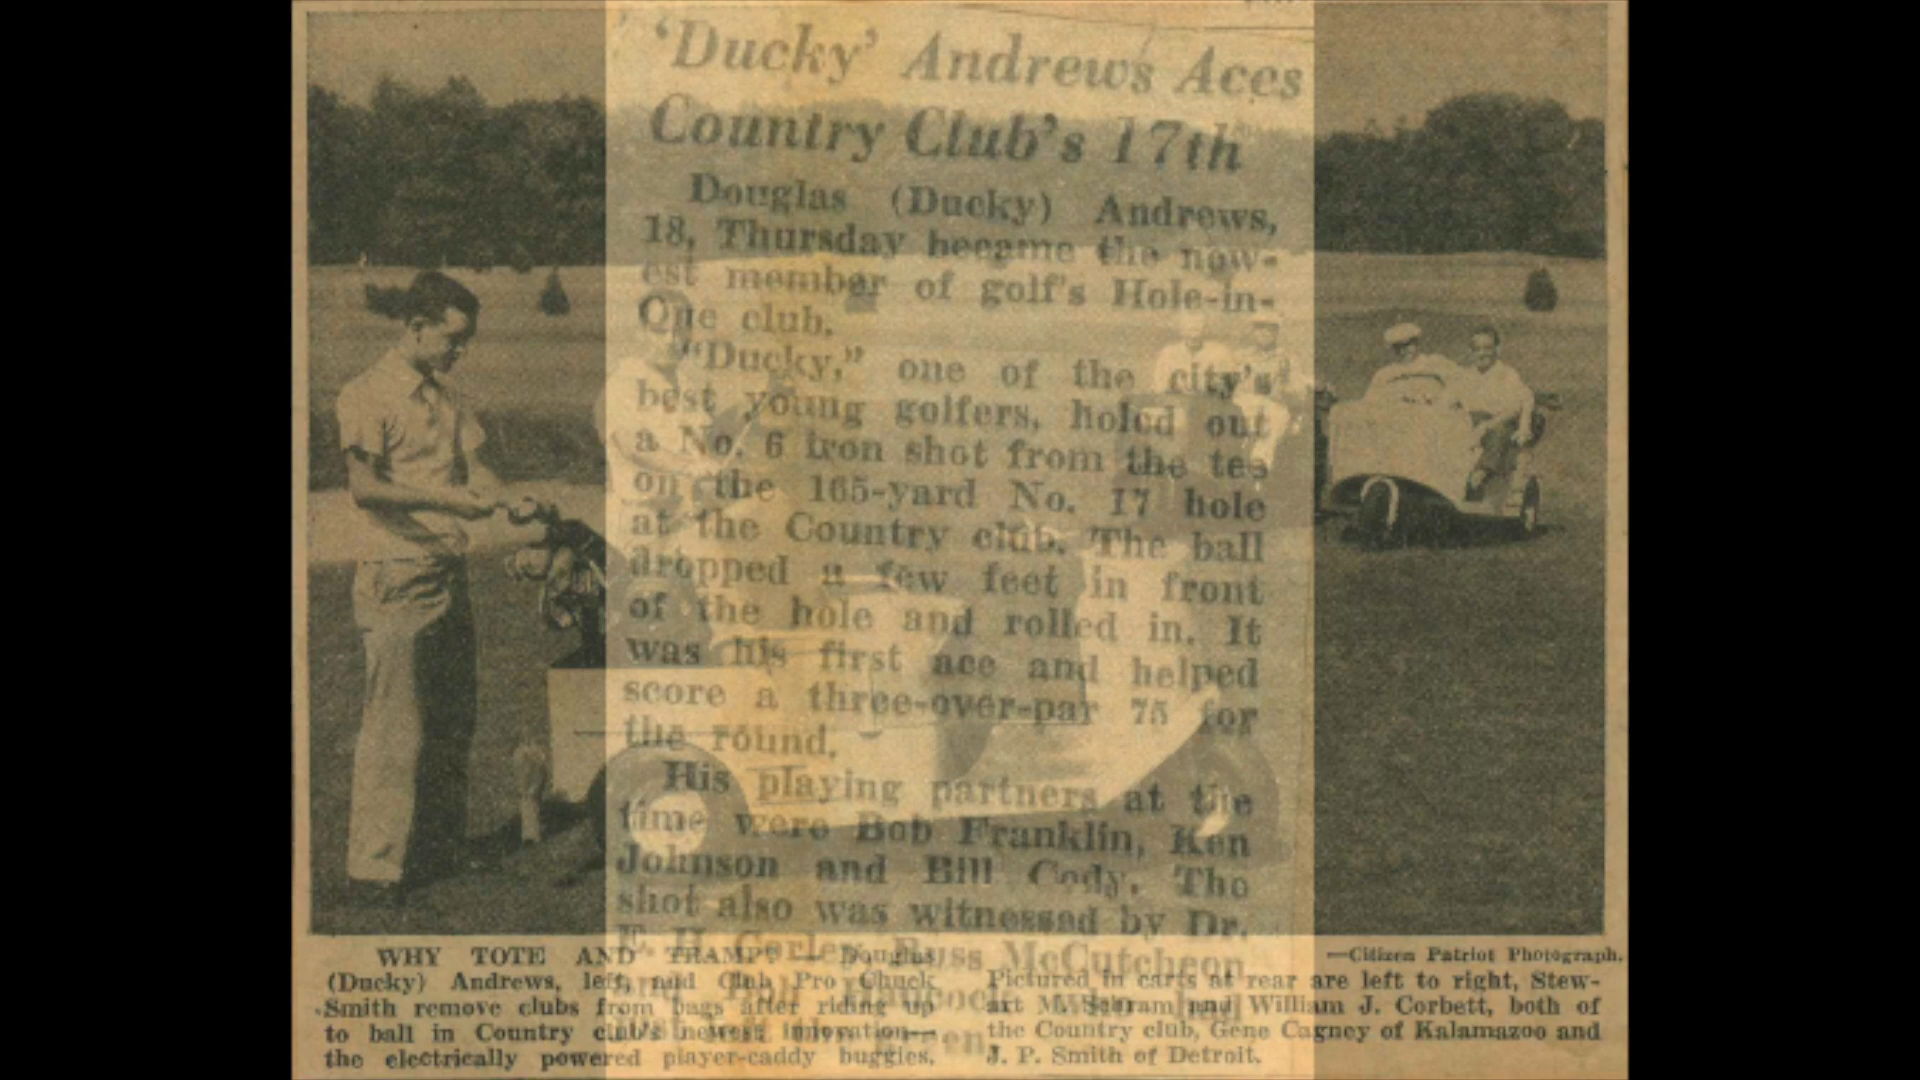 'Ducky' Andrews Aces
Country Club's 17th
Douglas (Ducky) Andrews,
18, Thursday became the new-
est member of golf's Hole-in-
One club.
"Ducky," one of the city's
best young golfers, holed out
a No. 6 iron shot from the tee
on the 165-yard No. 17 hole
at the Country club. The ball
dropped a few feet in front
of the hole and rolled in. It
was his first ace and helped
score a three-over-par 75 for
the round.
His playing partners at the
time were Bob Franklin, Ken
Johnson and Bill Cody. The
shot also was witnessed by Dr.
E. H. Corley, Russ McCutcheon
green.
—Citizen Patriot Photograph.
WHY TOTE AND TRAMP? — Douglas
(Ducky) Andrews, left, and Club Pro Chuck
Smith remove clubs from bags after riding up
to ball in Country club's newest innovation—
the electrically powered player-caddy buggies.
Pictured in carts at rear are left to right, Stew-
art M. Schram and William J. Corbett, both of
the Country club, Gene Cagney of Kalamazoo and
J. P. Smith of Detroit.